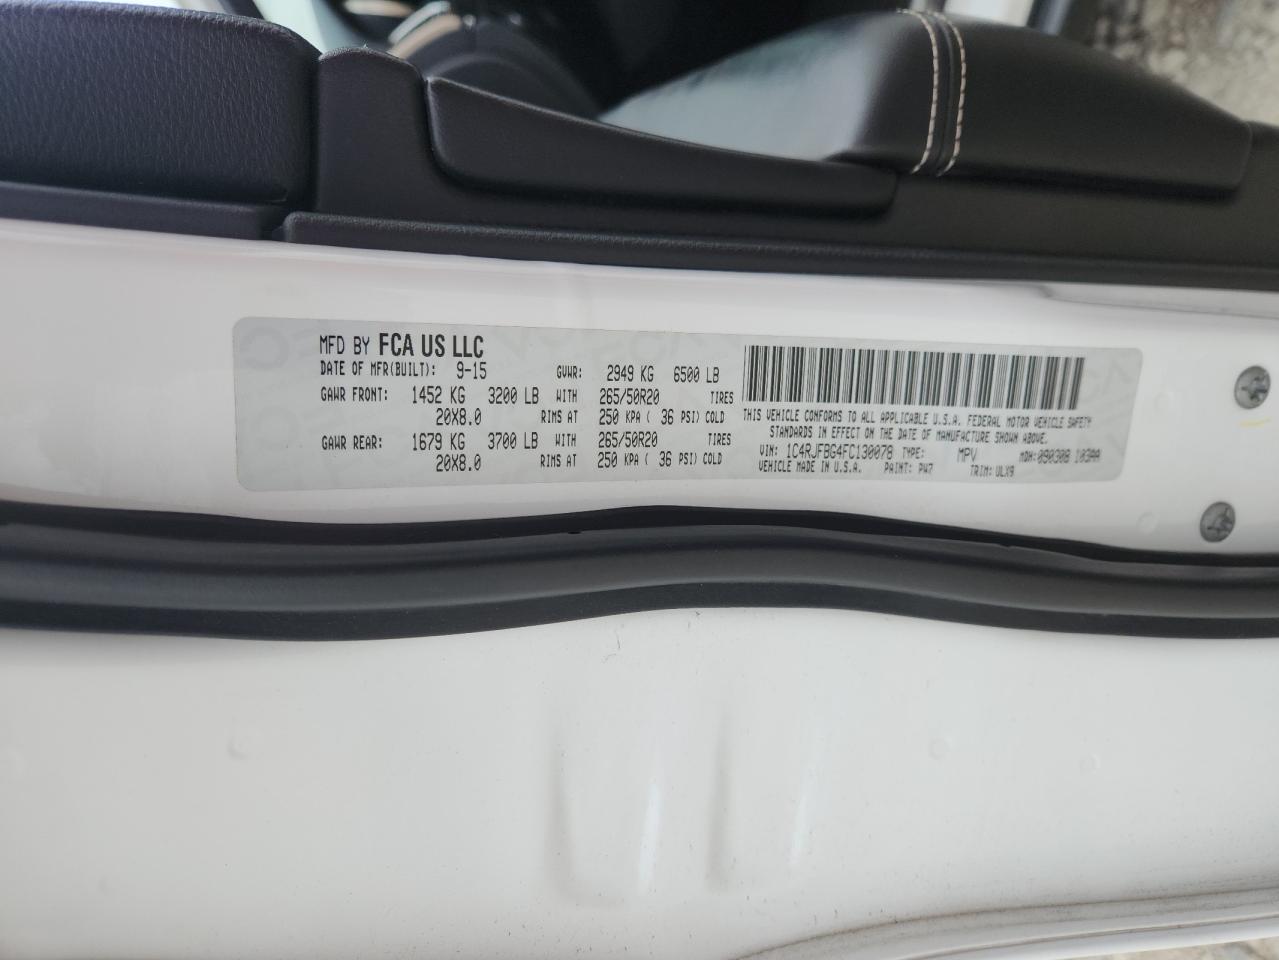 MFD BY FCA US LLC
DATE OF MFR(BUILT): 9-15 GVWR: 2949 KG 6500 LB
GAWR FRONT: 1452 KG 3200 LB WITH 265/50R20 TIRES
20X8.0 RIMS AT 250 KPA ( 36 PSI) COLD
GAWR REAR: 1679 KG 3700 LB WITH 265/50R20 TIRES
20X8.0 RIMS AT 250 KPA ( 36 PSI) COLD
THIS VEHICLE CONFORMS TO ALL APPLICABLE U.S.A. FEDERAL MOTOR VEHICLE SAFETY
STANDARDS IN EFFECT ON THE DATE OF MANUFACTURE SHOWN ABOVE.
VIN: 1C4RJFBG4FC130078 TYPE: MPV MDH:090308 103AA
VEHICLE MADE IN U.S.A. PAINT: PW7 TRIM: ULX9